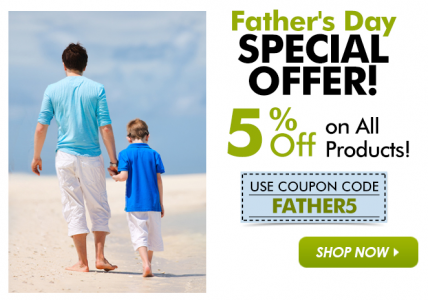 Father's Day
SPECIAL
OFFER!
5% Off on All Products!
USE COUPON CODE
FATHER5
SHOP NOW